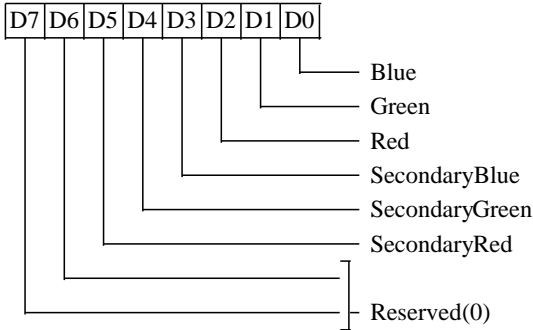 D7 D6 D5 D4 D3 D2 D1 D0
Blue
Green
Red
SecondaryBlue
SecondaryGreen
SecondaryRed
Reserved(0)